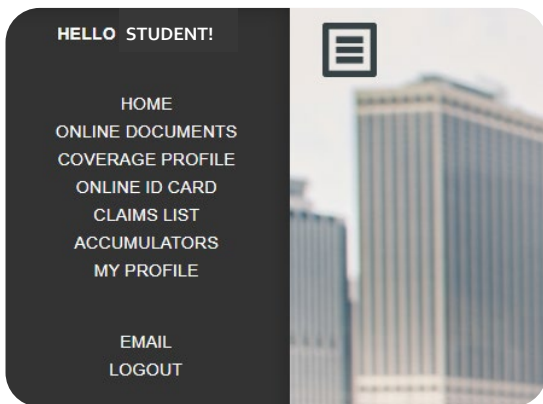 HELLO STUDENT!
HOME
ONLINE DOCUMENTS
COVERAGE PROFILE
ONLINE ID CARD
CLAIMS LIST
ACCUMULATORS
MY PROFILE
EMAIL
LOGOUT